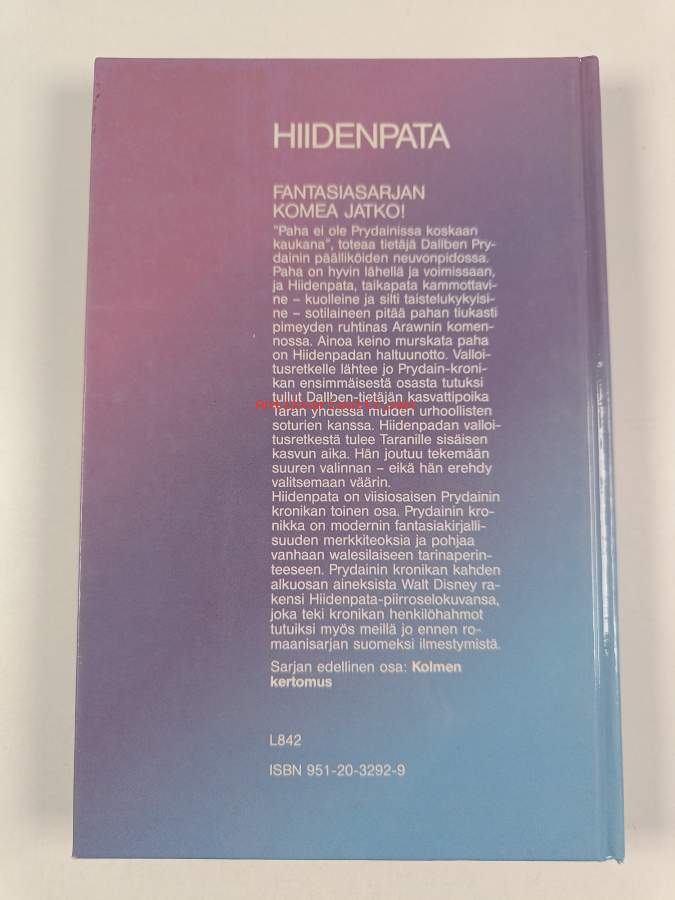 HIIDENPATA
FANTASIASARJAN
KOMEA JATKO!
"Paha ei ole Prydainissa koskaan
kaukana", toteaa tietäjä Dallben Pry-
dainin päälliköiden neuvonpidossa.
Paha on hyvin lähellä ja voimissaan,
ja Hiidenpata, taikapata kammottavi-
ne – kuolleine ja silti taistelukykyisi-
ne – sotilaineen pitää pahan tiukasti
pimeyden ruhtinas Arawnin komen-
nossa. Ainoa keino murskata paha
on Hiidenpadan haltuunotto. Valloi-
tusretkelle lähtee jo Prydain-kroni-
kan ensimmäisestä osasta tutuksi
tullut Dallben-tietäjän kasvattipoika
Taran yhdessä muiden urhoollisten
soturien kanssa. Hiidenpadan valloi-
tusretkestä tulee Taranille sisäisen
kasvun aika. Hän joutuu tekemään
suuren valinnan – eikä hän erehdy
valitsemaan väärin.
Hiidenpata on viisiosaisen Prydainin
kronikan toinen osa. Prydainin kro-
nikka on modernin fantasiakirjalli-
suuden merkkiteoksia ja pohjaa
vanhaan walesilaiseen tarinaperin-
teeseen. Prydainin kronikan kahden
alkuosan aineksista Walt Disney ra-
kensi Hiidenpata-piirroselokuvansa,
joka teki kronikan henkilöhahmot
tutuiksi myös meillä jo ennen ro-
maanisarjan suomeksi ilmestymistä.
Sarjan edellinen osa: Kolmen
kertomus
L842
ISBN 951-20-3292-9